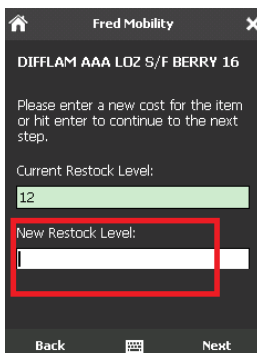 Fred Mobility
DIFFLAM AAA LOZ S/F BERRY 16
Please enter a new cost for the item
or hit enter to continue to the next
step.
Current Restock Level:
12
New Restock Level:
Back
Next